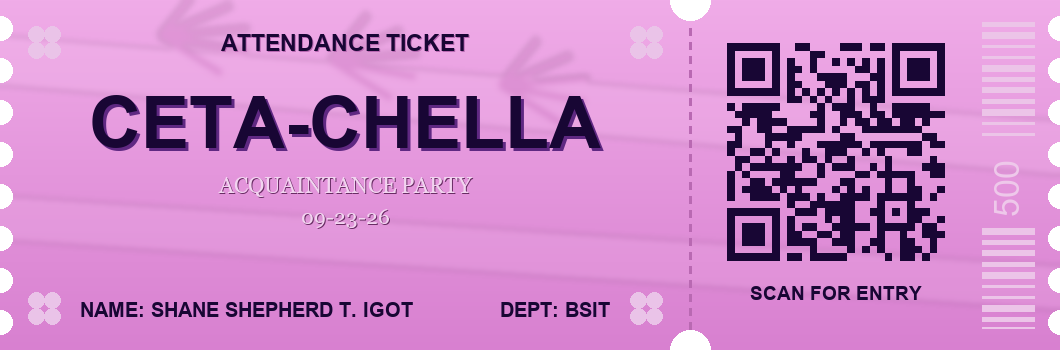 ATTENDANCE TICKET
CETA-CHELLA
ACQUAINTANCE PARTY
09-23-26
NAME: SHANE SHEPHERD T. IGOT
DEPT: BSIT
SCAN FOR ENTRY
500